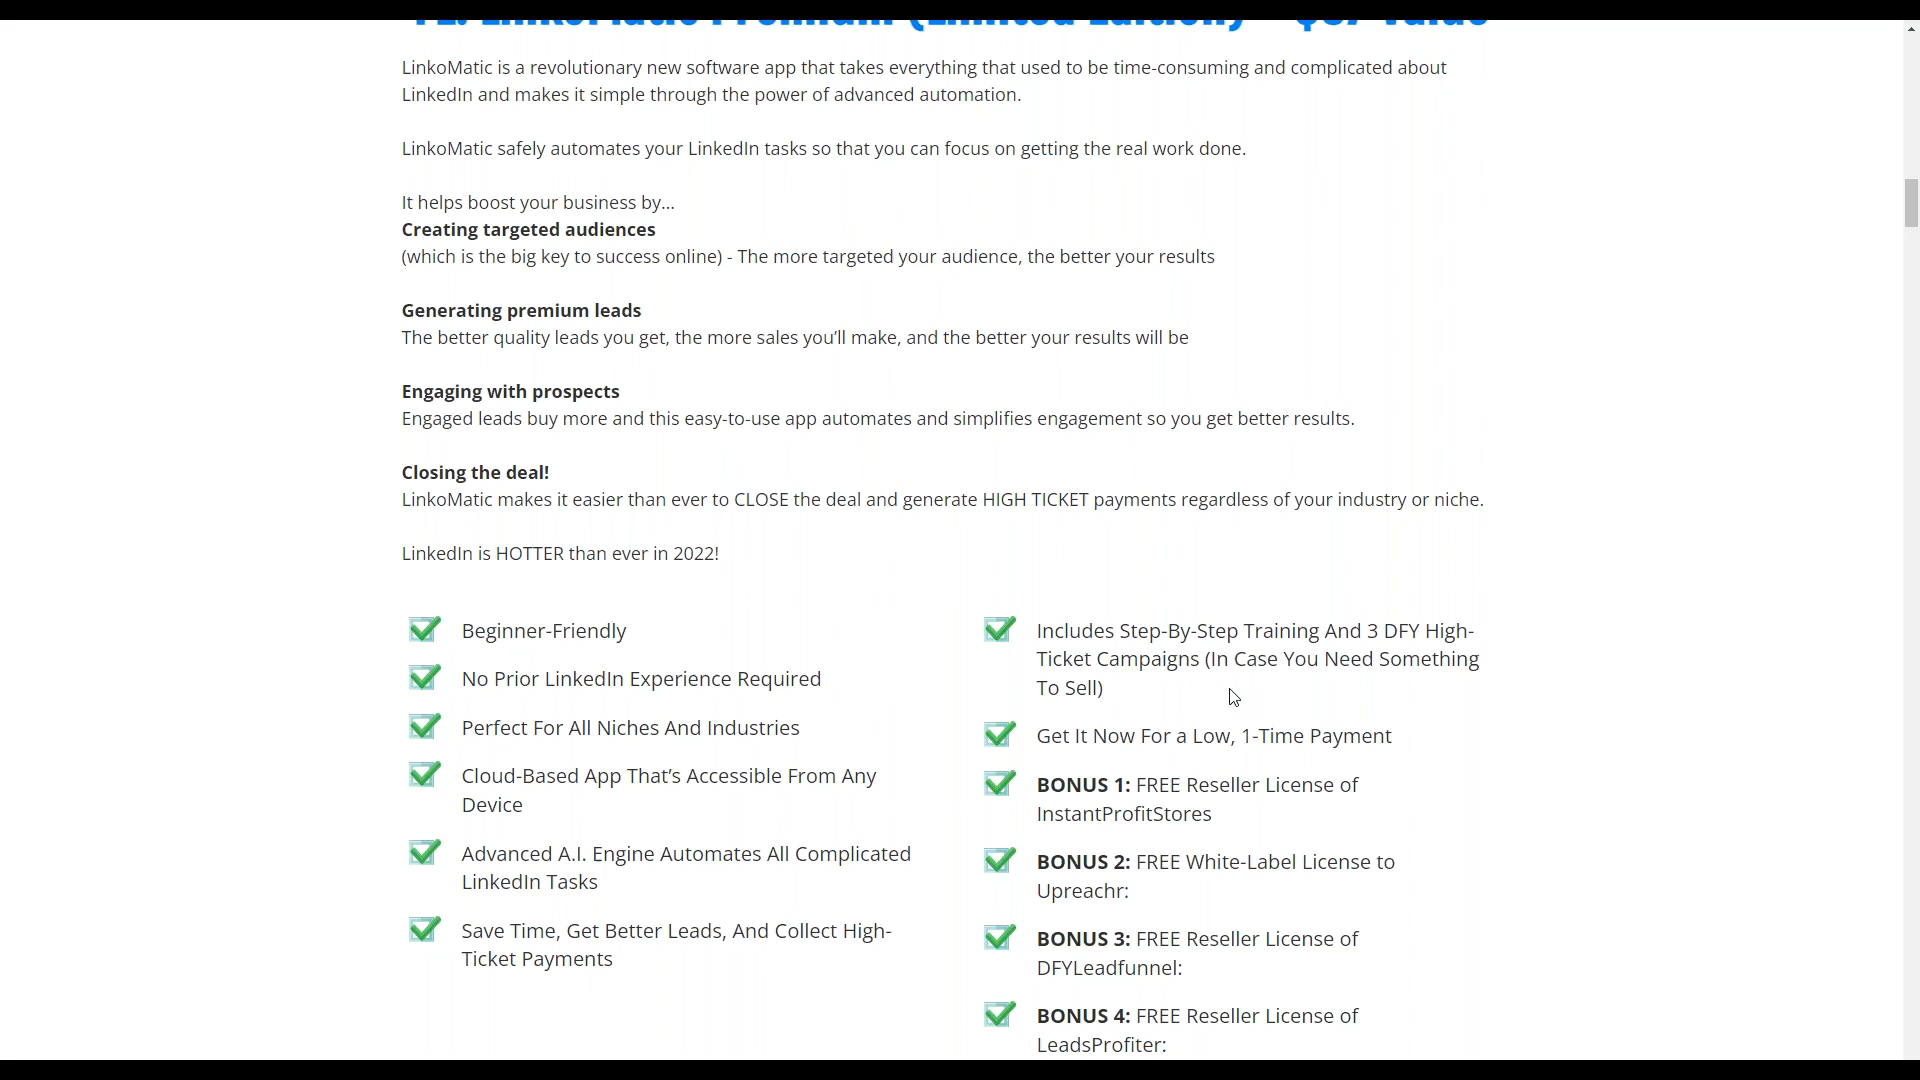 LinkoMatic Premium (Limited Edition)
LinkoMatic is a revolutionary new software app that takes everything that used to be time-consuming and complicated about
LinkedIn and makes it simple through the power of advanced automation.
LinkoMatic safely automates your LinkedIn tasks so that you can focus on getting the real work done.
It helps boost your business by...
Creating targeted audiences
(which is the big key to success online) - The more targeted your audience, the better your results
Generating premium leads
The better quality leads you get, the more sales you'll make, and the better your results will be
Engaging with prospects
Engaged leads buy more and this easy-to-use app automates and simplifies engagement so you get better results.
Closing the deal!
LinkoMatic makes it easier than ever to CLOSE the deal and generate HIGH TICKET payments regardless of your industry or niche.
LinkedIn is HOTTER than ever in 2022!
Beginner-Friendly
No Prior LinkedIn Experience Required
Perfect For All Niches And Industries
Cloud-Based App That's Accessible From Any
Device
Advanced A.I. Engine Automates All Complicated
LinkedIn Tasks
Save Time, Get Better Leads, And Collect High-
Ticket Payments
Includes Step-By-Step Training And 3 DFY High-
Ticket Campaigns (In Case You Need Something
To Sell)
Get It Now For a Low, 1-Time Payment
BONUS 1: FREE Reseller License of
InstantProfitStores
BONUS 2: FREE White-Label License to
Upreachr:
BONUS 3: FREE Reseller License of
DFYLeadfunnel:
BONUS 4: FREE Reseller License of
LeadsProfiter: